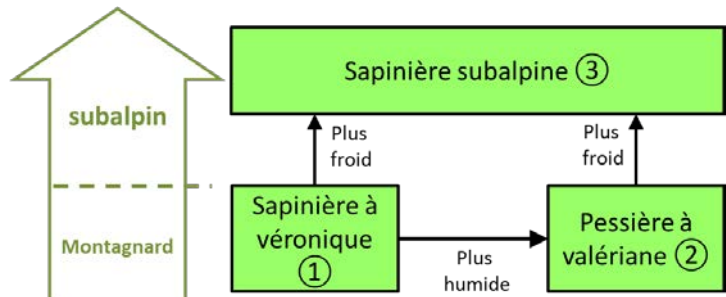 Sapinière subalpine ③
subalpin
Plus
froid
Plus
froid
Montagnard
Sapinière à
véronique
①
Plus
humide
Pessière à
valériane ②